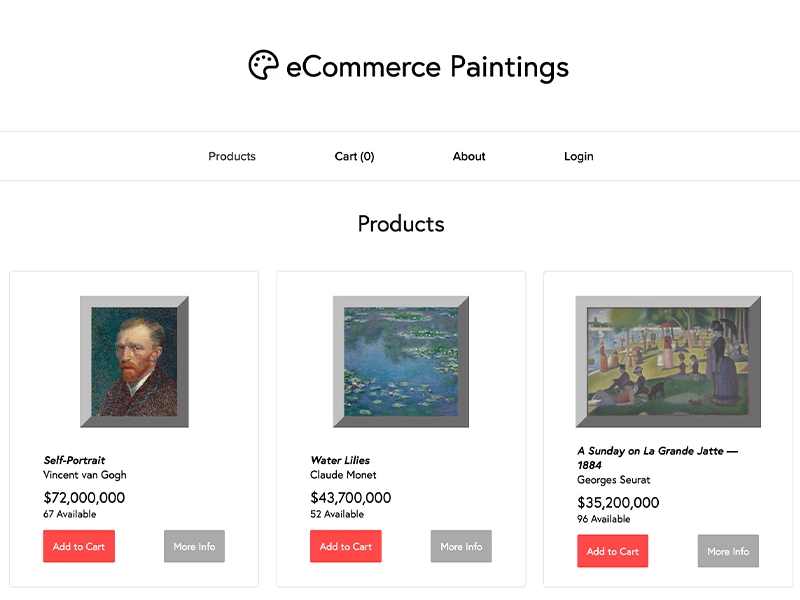 eCommerce Paintings
Products
Cart (0)
About
Login
Products
Self-Portrait
Vincent van Gogh
$72,000,000
67 Available
Add to Cart
More Info
Water Lilies
Claude Monet
$43,700,000
52 Available
Add to Cart
More Info
A Sunday on La Grande Jatte —
1884
Georges Seurat
$35,200,000
96 Available
Add to Cart
More Info